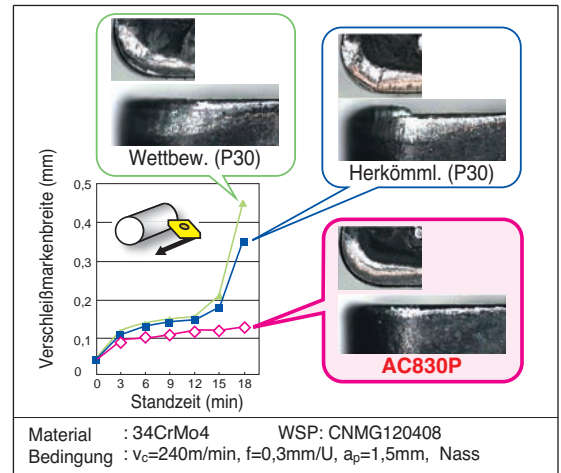 Wettbew. (P30)
Herkömml. (P30)
AC830P
Verschleißmarkenbreite (mm)
0,5
0,4
0,3
0,2
0,1
0
0 3 6 9 12 15 18
Standzeit (min)
Material : 34CrMo4 WSP: CNMG120408
Bedingung : vc=240m/min, f=0,3mm/U, ap=1,5mm, Nass